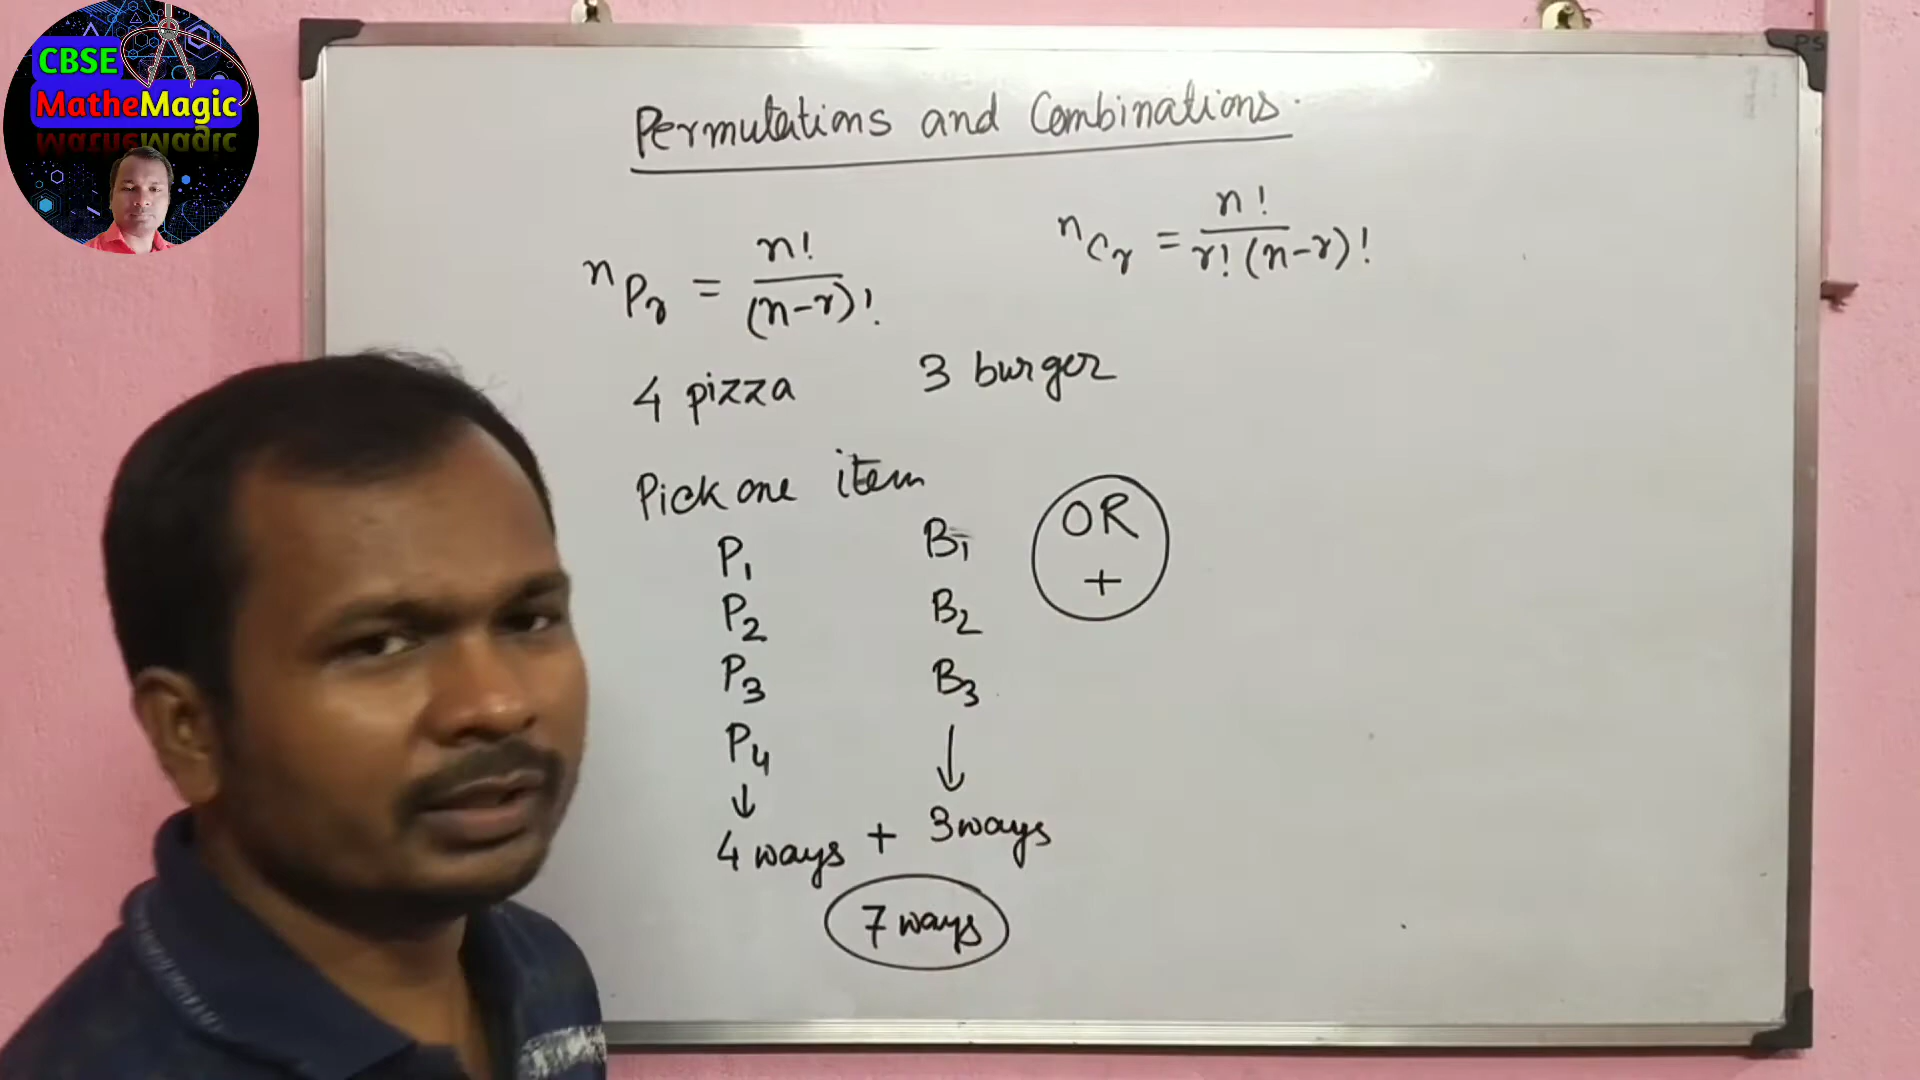 CBSE
MatheMagic
Permutations and Combinations.
nPr = n!/(n-r)!
nCr = n!/r!(n-r)!
4 pizza 3 burger
Pick one item
P1 B1
P2 B2
P3 B3
P4
OR
+
↓ ↓
4 ways + 3 ways
7 ways